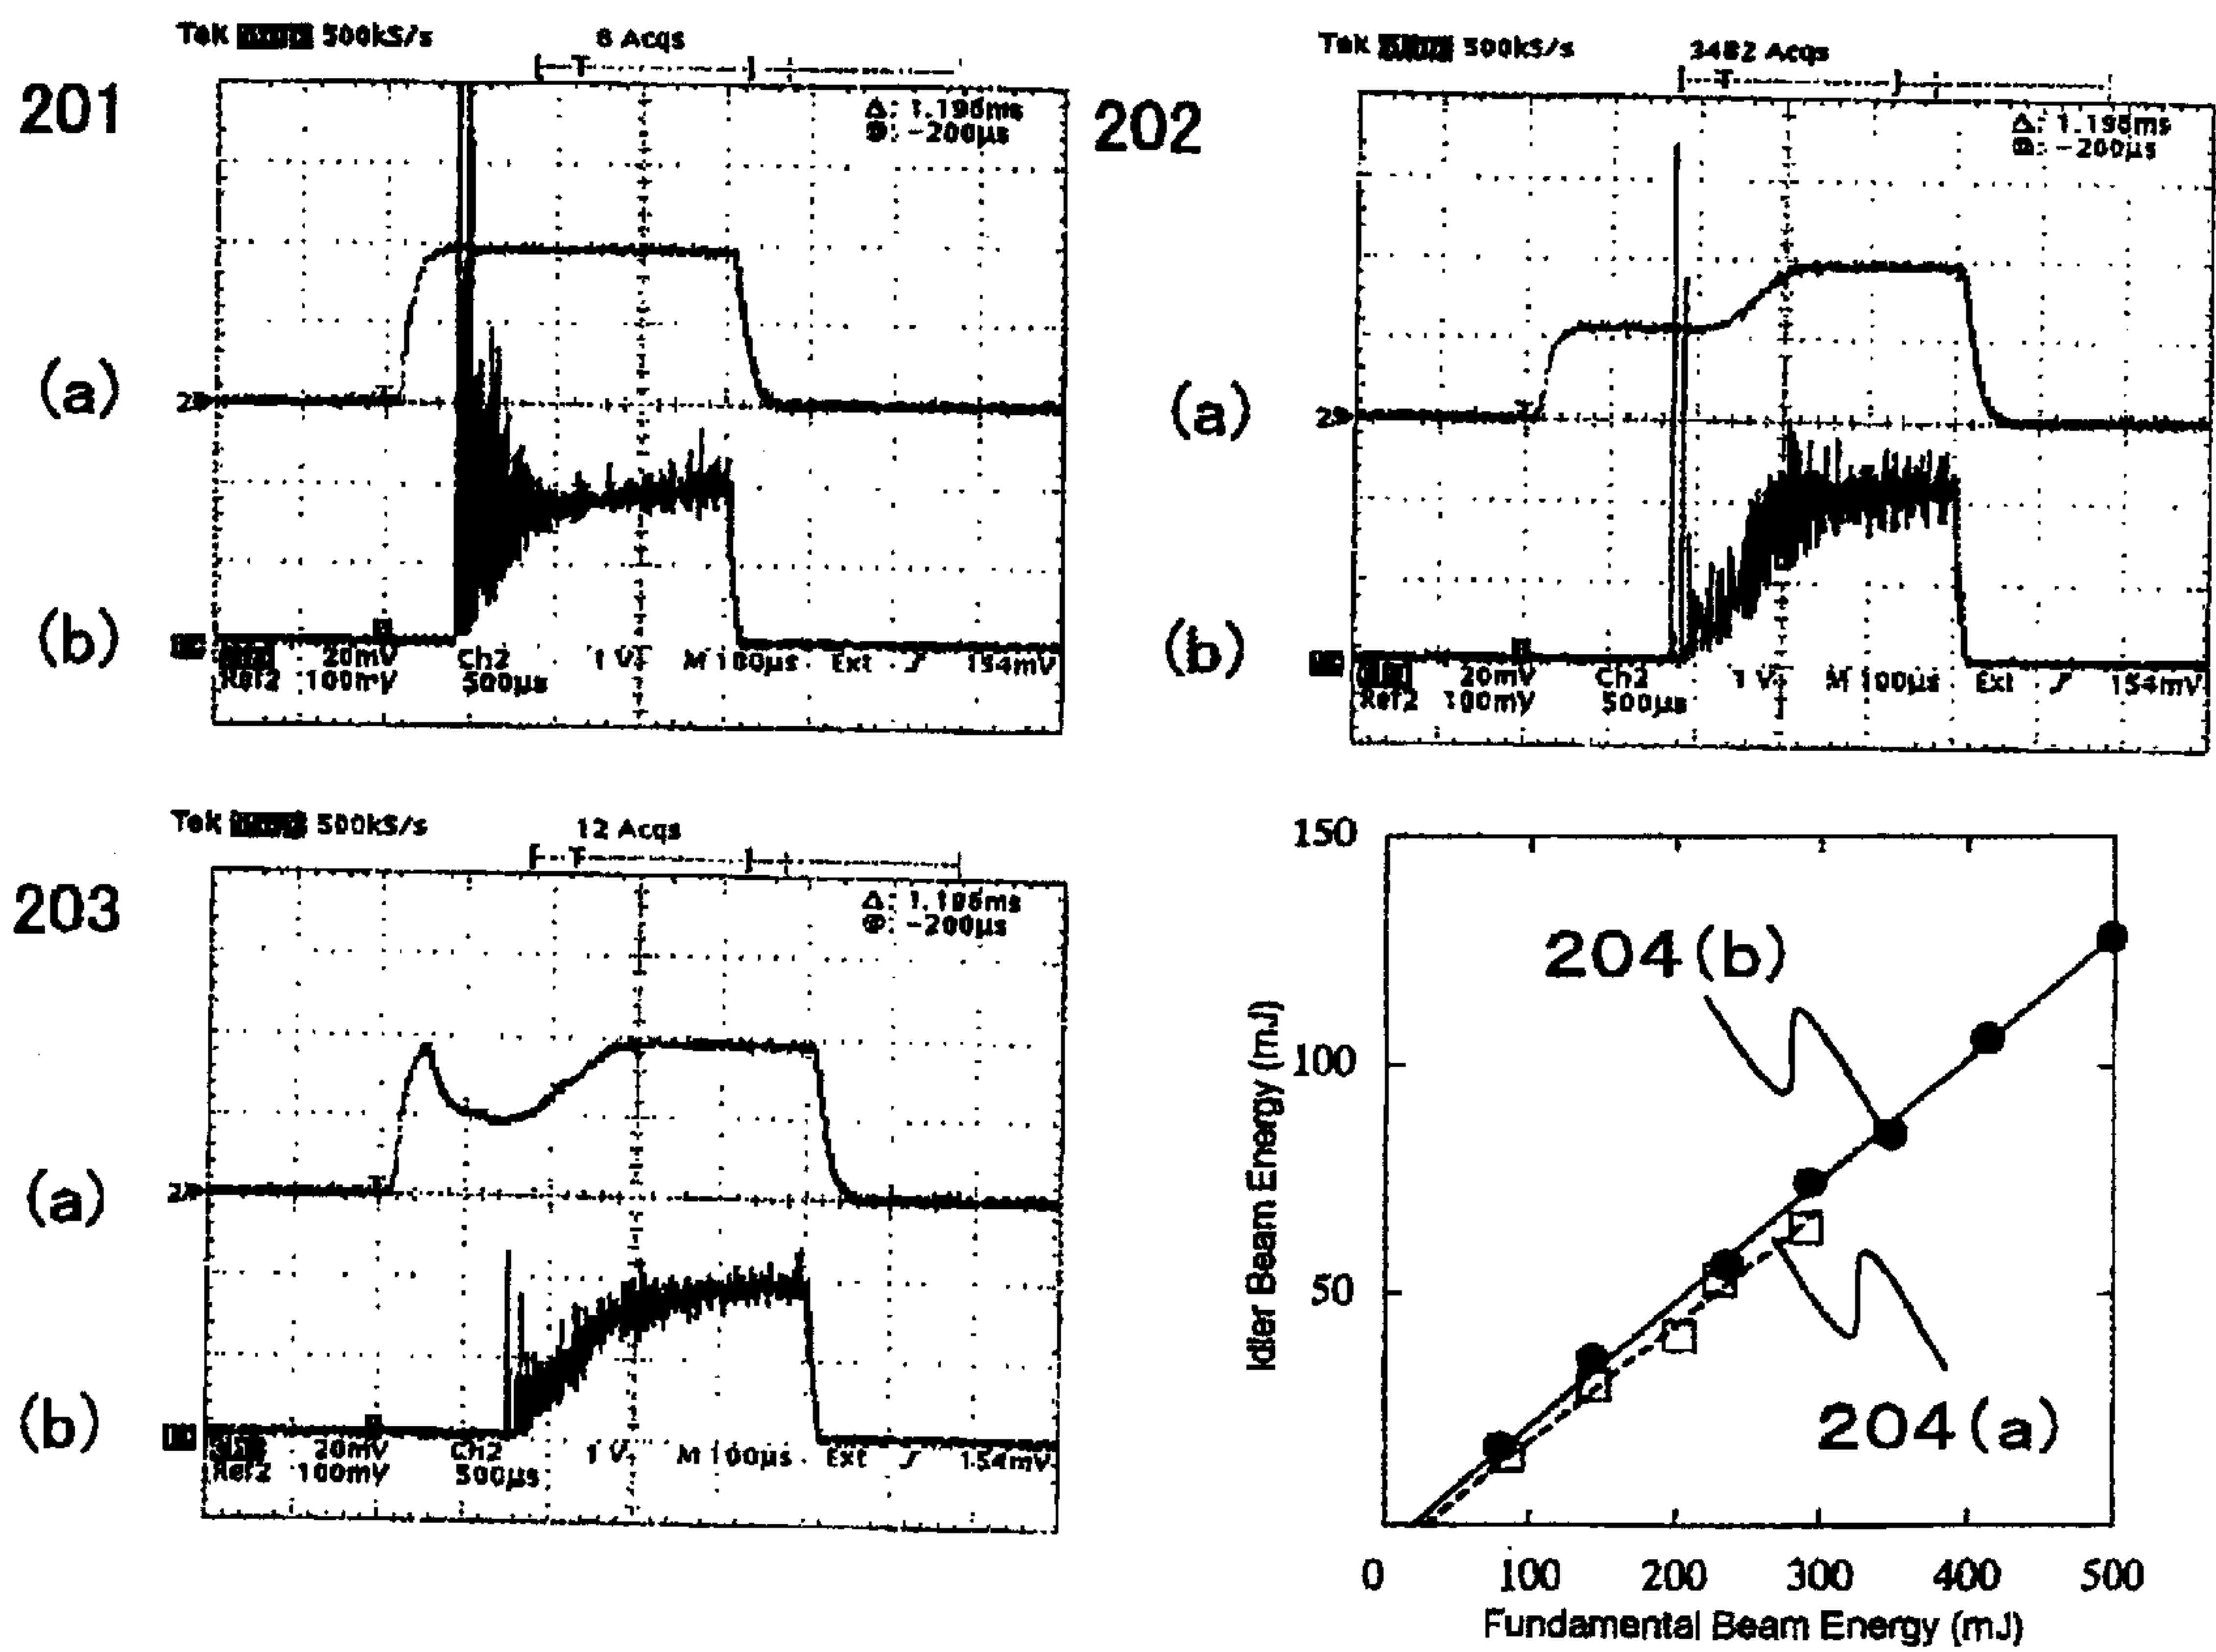 201
Tek 500kS/s
8 Acqs
Δ: 1.196ms
@: -200µs
(a)
2
(b)
20mV Ch2 1 V M 100µs Ext 154mV
Ref2 100mV 500µs
202
Tek 500kS/s
3482 Acqs
Δ: 1.196ms
-200µs
(a)
2
(b)
20mV Ch2 1 V M 100µs Ext 154mV
Ref2 100mV 500µs
203
Tek 500kS/s
12 Acqs
Δ: 1.196ms
@: -200µs
(a)
2
(b)
20mV Ch2 1 V M 100µs Ext 154mV
Ref2 100mV 500µs
150
100
50
Idler Beam Energy (mJ)
204(b)
204(a)
0 100 200 300 400 500
Fundamental Beam Energy (mJ)